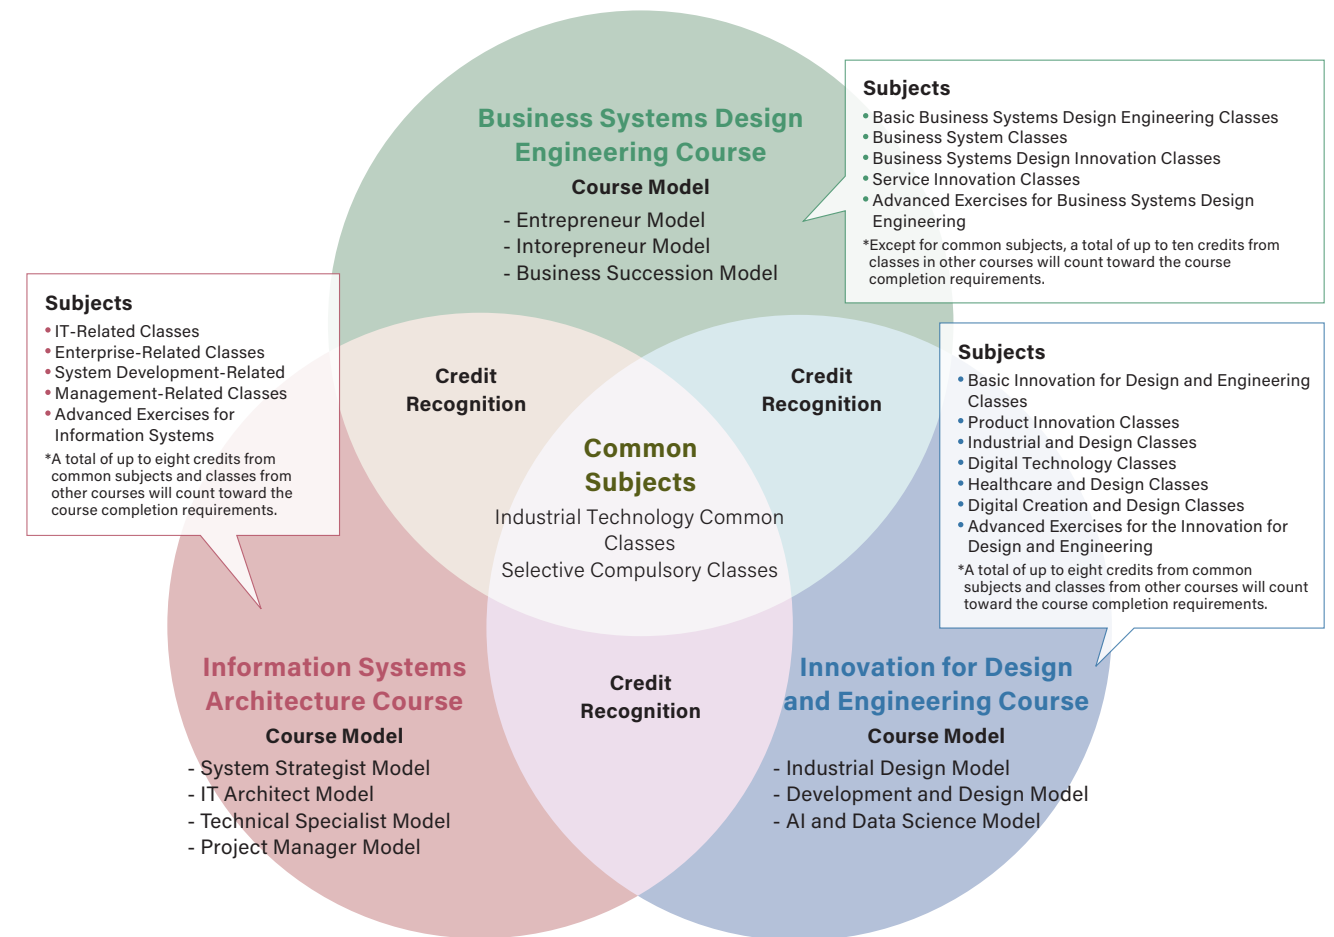 Business Systems Design
Engineering Course
Course Model
- Entrepreneur Model
- Intorepreneur Model
- Business Succession Model
Subjects
• Basic Business Systems Design Engineering Classes
• Business System Classes
• Business Systems Design Innovation Classes
• Service Innovation Classes
• Advanced Exercises for Business Systems Design
Engineering
*Except for common subjects, a total of up to ten credits from
classes in other courses will count toward the course
completion requirements.
Subjects
• IT-Related Classes
• Enterprise-Related Classes
• System Development-Related
• Management-Related Classes
• Advanced Exercises for
Information Systems
*A total of up to eight credits from
common subjects and classes from
other courses will count toward the
course completion requirements.
Subjects
• Basic Innovation for Design and Engineering
Classes
• Product Innovation Classes
• Industrial and Design Classes
• Digital Technology Classes
• Healthcare and Design Classes
• Digital Creation and Design Classes
• Advanced Exercises for the Innovation for
Design and Engineering
*A total of up to eight credits from common
subjects and classes from other courses will count
toward the course completion requirements.
Credit
Recognition
Credit
Recognition
Common
Subjects
Industrial Technology Common
Classes
Selective Compulsory Classes
Information Systems
Architecture Course
Course Model
- System Strategist Model
- IT Architect Model
- Technical Specialist Model
- Project Manager Model
Credit
Recognition
Innovation for Design
and Engineering Course
Course Model
- Industrial Design Model
- Development and Design Model
- AI and Data Science Model